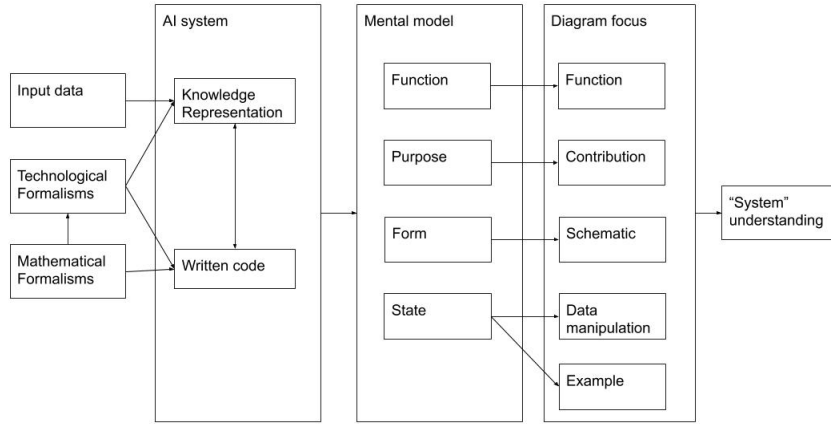 AI system
Mental model
Diagram focus
Input data
Knowledge
Representation
Function
Function
Technological
Formalisms
Purpose
Contribution
"System"
understanding
Mathematical
Formalisms
Written code
Form
Schematic
State
Data
manipulation
Example